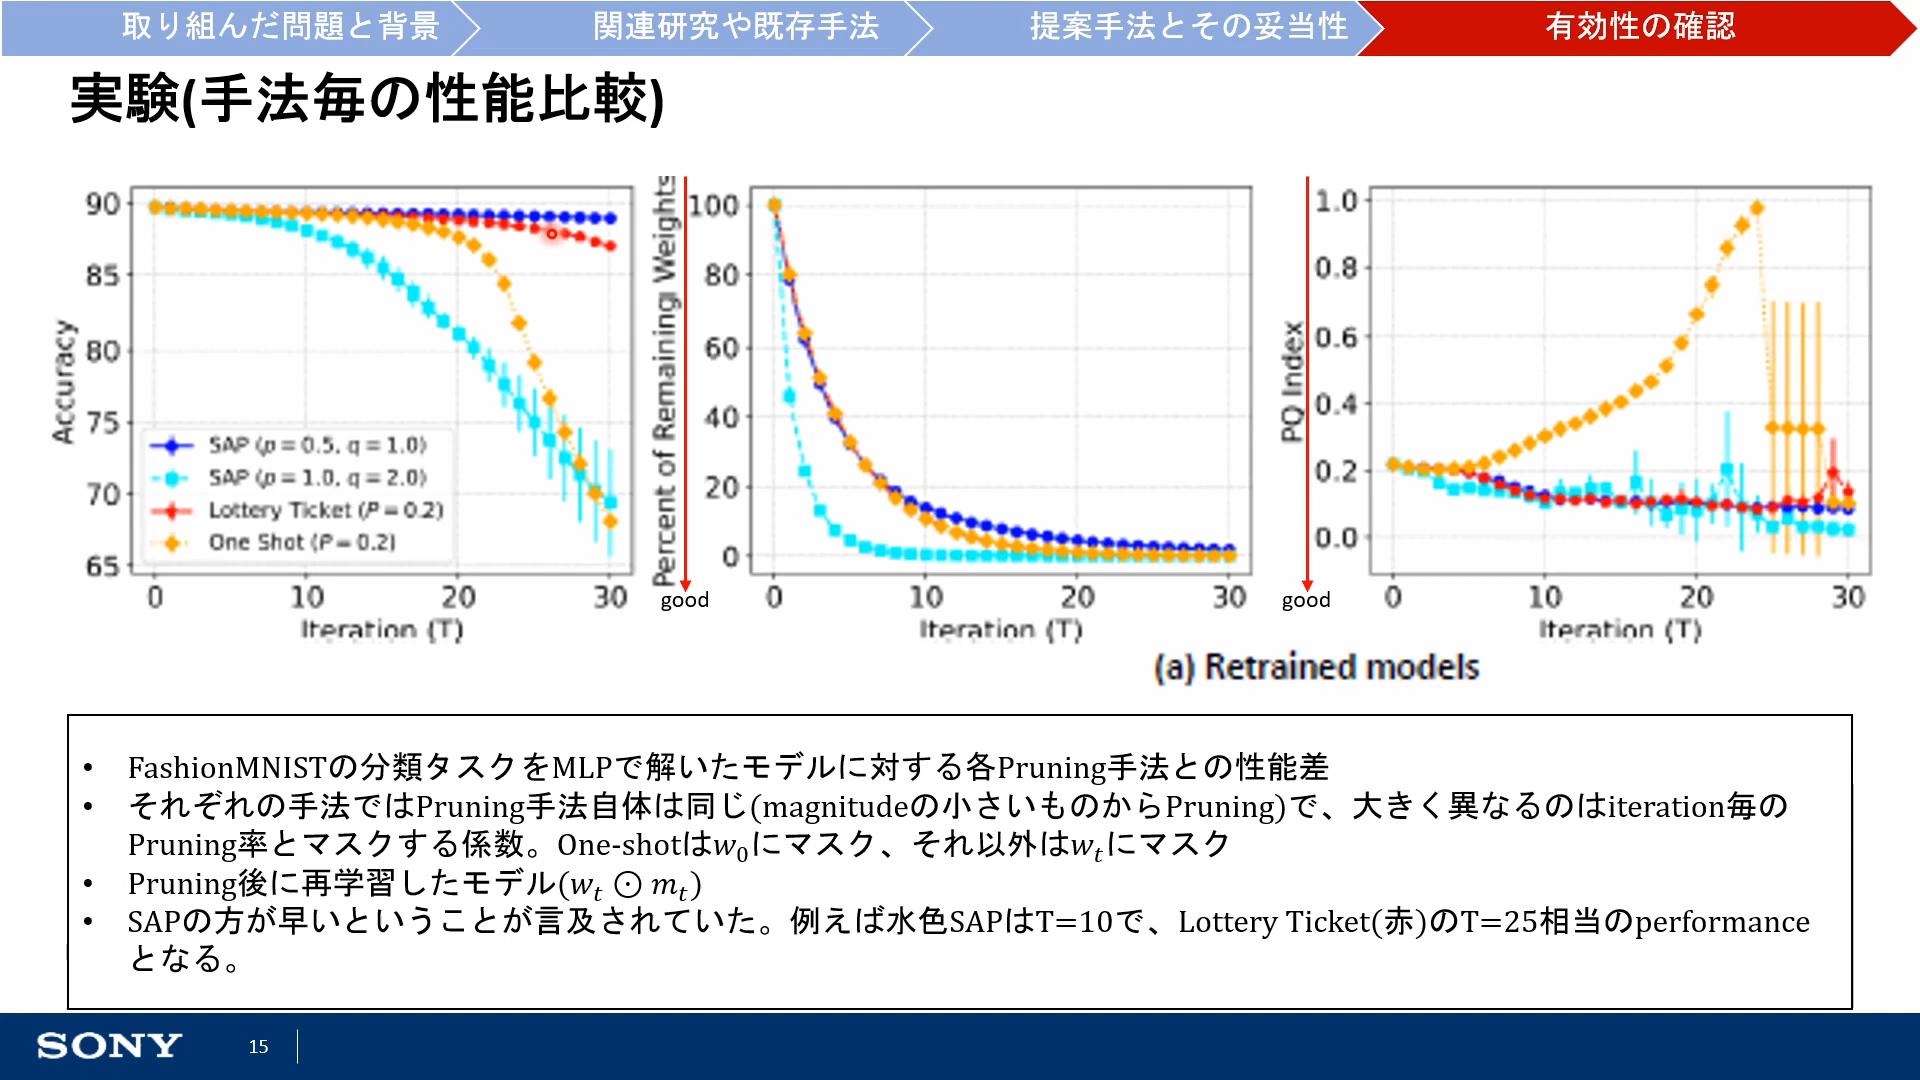 取り組んだ問題と背景
関連研究や既存手法
提案手法とその妥当性
有効性の確認
実験(手法毎の性能比較)
Accuracy
90
85
80
75
70
65
SAP (p = 0.5, q = 1.0)
SAP (p = 1.0, q = 2.0)
Lottery Ticket (P = 0.2)
One Shot (P = 0.2)
0 10 20 30
Iteration (T)
Percent of Remaining Weights
good
100
80
60
40
20
0
0 10 20 30
Iteration (T)
PQ Index
good
1.0
0.8
0.6
0.4
0.2
0.0
0 10 20 30
Iteration (T)
(a) Retrained models
• FashionMNISTの分類タスクをMLPで解いたモデルに対する各Pruning手法との性能差
• それぞれの手法ではPruning手法自体は同じ(magnitudeの小さいものからPruning)で、大きく異なるのはiteration毎の
Pruning率とマスクする係数。One-shotはw₀にマスク、それ以外はwₜにマスク
• Pruning後に再学習したモデル(wₜ ⊙ mₜ)
• SAPの方が早いということが言及されていた。例えば水色SAPはT=10で、Lottery Ticket(赤)のT=25相当のperformance
となる。
SONY
15